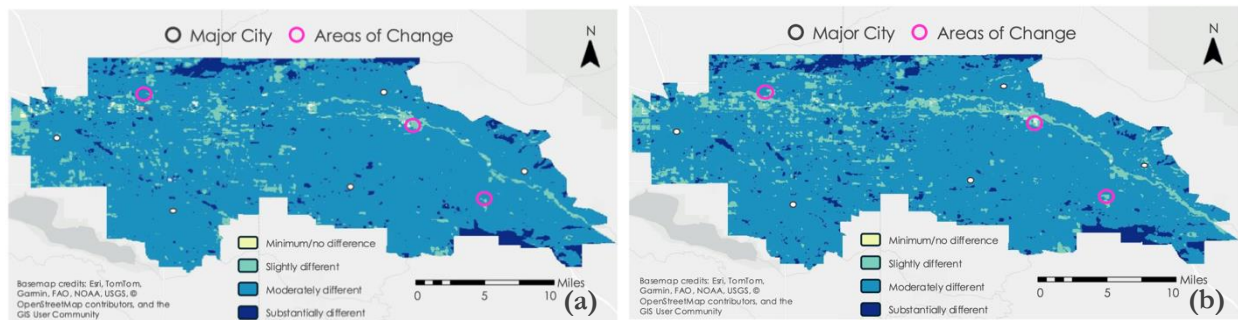 Major City Areas of Change
N
Minimum/no difference
Slightly different
Moderately different
Substantially different
Basemap credits: Esri, TomTom,
Garmin, FAO, NOAA, USGS, ©
OpenStreetMap contributors, and the
GIS User Community
Miles
0 5 10
(a)
Major City Areas of Change
N
Minimum/no difference
Slightly different
Moderately different
Substantially different
Basemap credits: Esri, TomTom,
Garmin, FAO, NOAA, USGS, ©
OpenStreetMap contributors, and the
GIS User Community
Miles
0 5 10
(b)